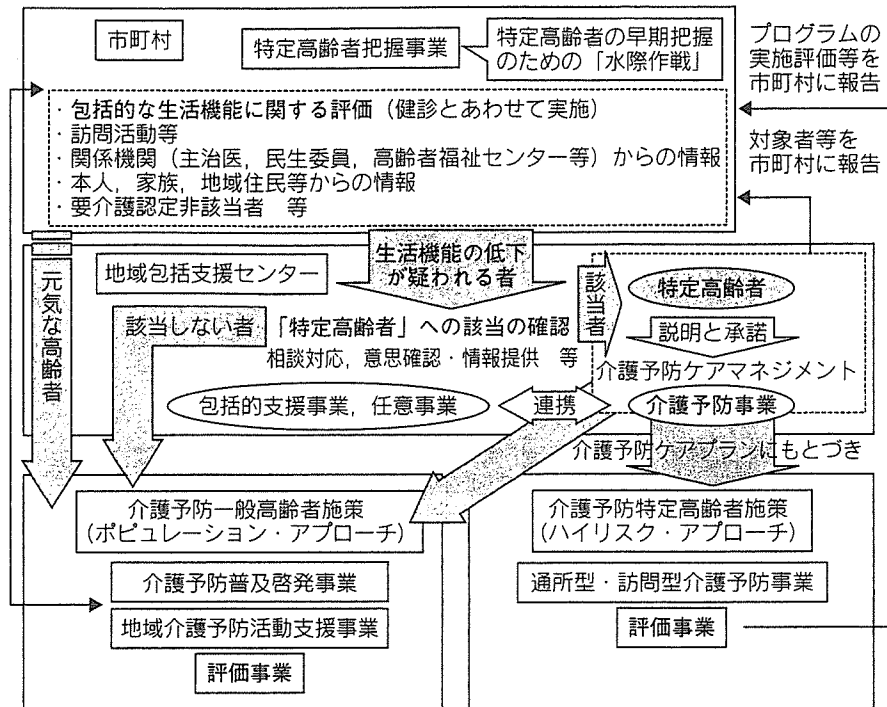 市町村
特定高齢者把握事業
特定高齢者の早期把握
のための「水際作戦」
プログラムの
実施評価等を
市町村に報告
・包括的な生活機能に関する評価（健診とあわせて実施）
・訪問活動等
・関係機関（主治医，民生委員，高齢者福祉センター等）からの情報
・本人，家族，地域住民等からの情報
・要介護認定非該当者　等
対象者等を
市町村に報告
元気な高齢者
地域包括支援センター
生活機能の低下
が疑われる者
該当者
特定高齢者
該当しない者
「特定高齢者」への該当の確認
相談対応，意思確認・情報提供　等
説明と承諾
介護予防ケアマネジメント
包括的支援事業，任意事業
連携
介護予防事業
介護予防ケアプランにもとづき
介護予防一般高齢者施策
（ポピュレーション・アプローチ）
介護予防普及啓発事業
地域介護予防活動支援事業
評価事業
介護予防特定高齢者施策
（ハイリスク・アプローチ）
通所型・訪問型介護予防事業
評価事業